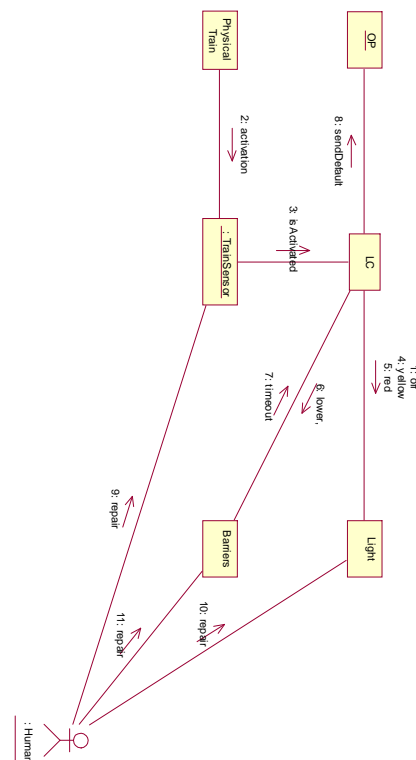 4: yellow
5: red
OP
8: sendDefault
LC
Light
6: lower,
3: isActivated
7: timeout
10: repair
Physical
Train
2: activation
: TrainSensor
Barriers
11: repair
9: repair
: Human